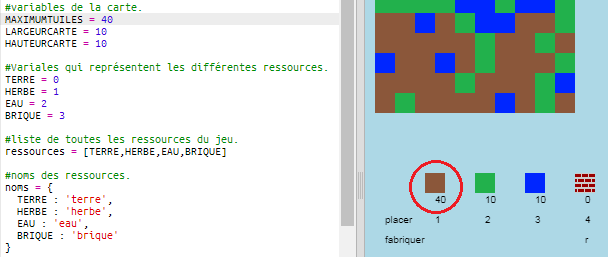 #variables de la carte.
MAXIMUMTUILES = 40
LARGEURCARTE = 10
HAUTEURCARTE = 10
#Variales qui représentent les différentes ressources.
TERRE = 0
HERBE = 1
EAU = 2
BRIQUE = 3
#liste de toutes les ressources du jeu.
ressources = [TERRE,HERBE,EAU,BRIQUE]
#noms des ressources.
noms = {
TERRE : 'terre',
HERBE : 'herbe',
EAU : 'eau',
BRIQUE : 'brique'
}
40 10 10 0
placer 1 2 3 4
fabriquer r